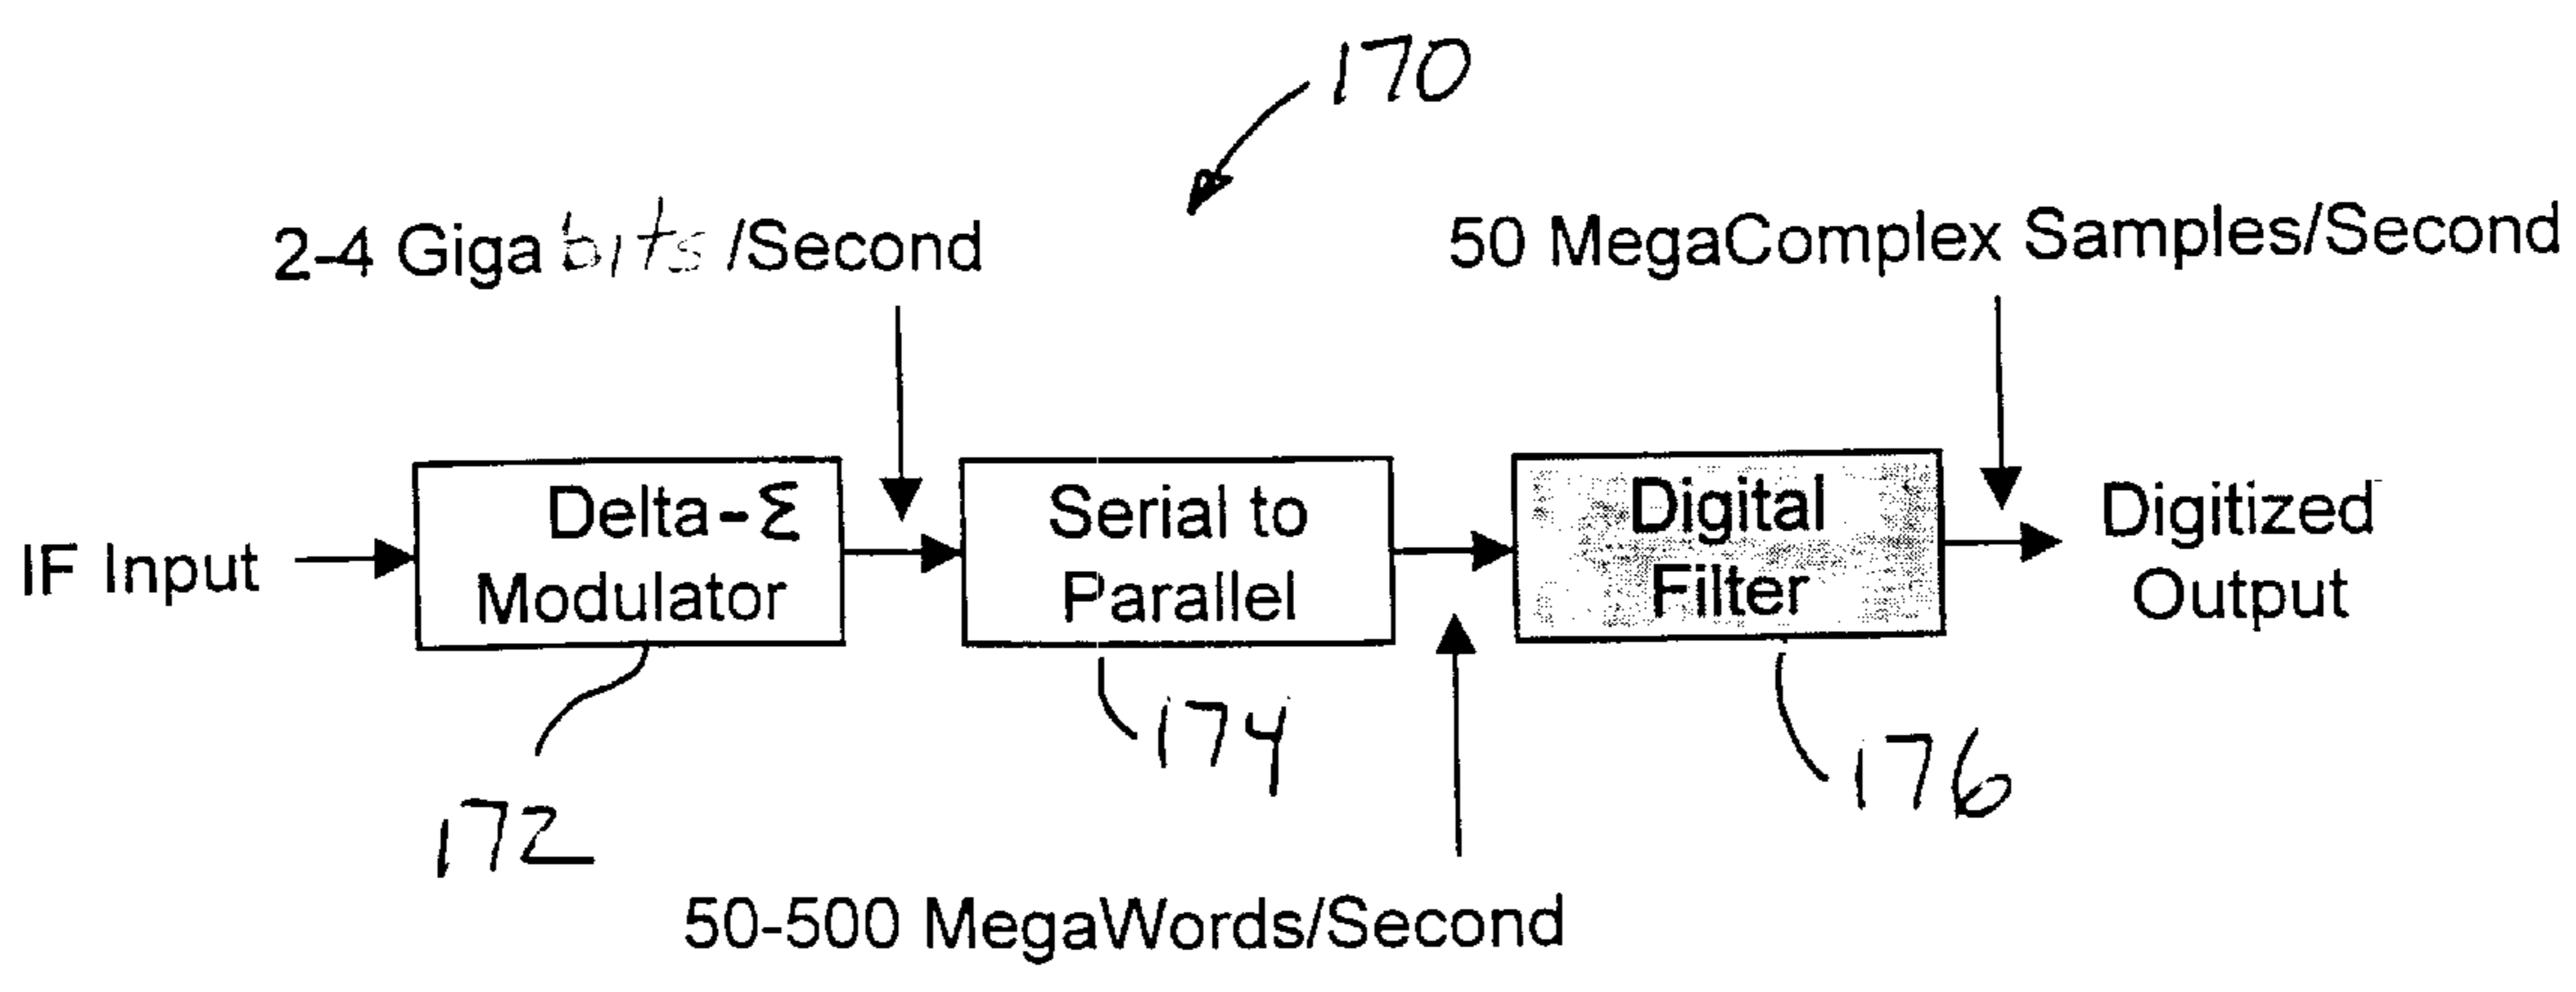 170
2-4 Gigabits/Second
50 MegaComplex Samples/Second
IF Input
Delta-Σ
Modulator
Serial to
Parallel
Digital
Filter
Digitized
Output
172
174
176
50-500 MegaWords/Second